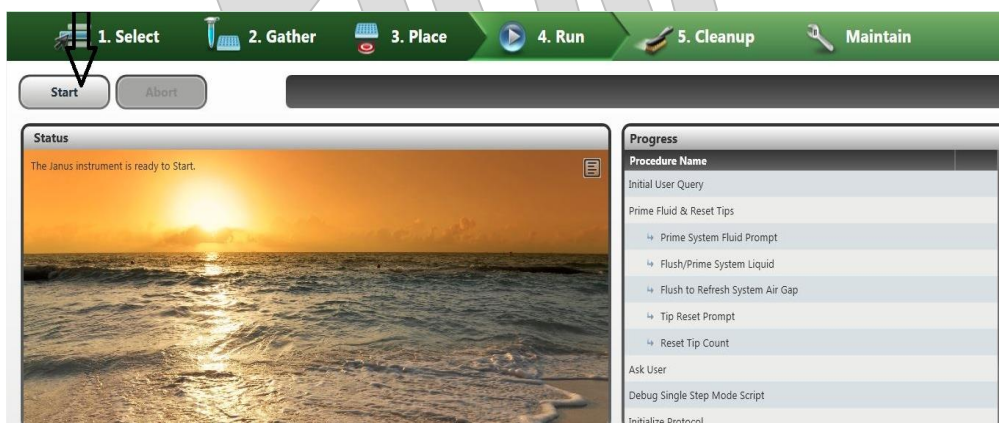 1. Select 2. Gather 3. Place 4. Run 5. Cleanup Maintain
Start Abort
Status
The Janus instrument is ready to Start.
Progress
Procedure Name
Initial User Query
Prime Fluid & Reset Tips
Prime System Fluid Prompt
Flush/Prime System Liquid
Flush to Refresh System Air Gap
Tip Reset Prompt
Reset Tip Count
Ask User
Debug Single Step Mode Script
Initialize Protocol